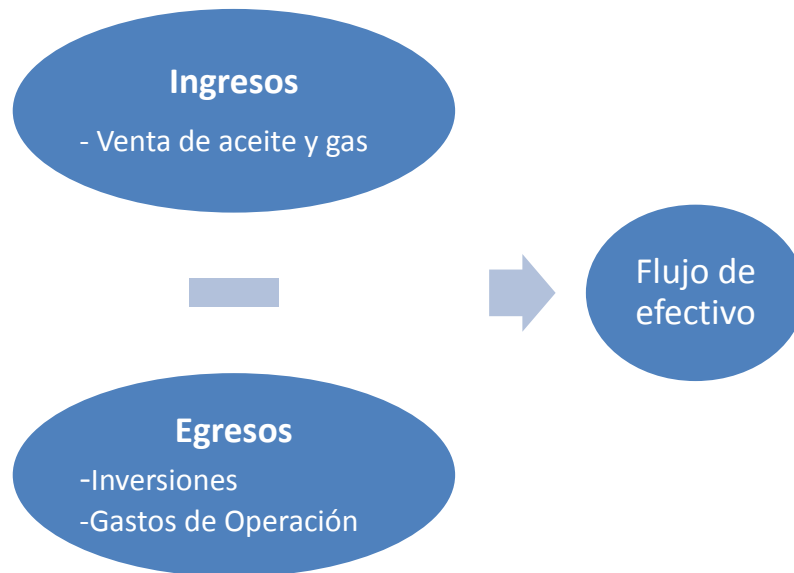 Ingresos
- Venta de aceite y gas
Flujo de
efectivo
Egresos
-Inversiones
-Gastos de Operación